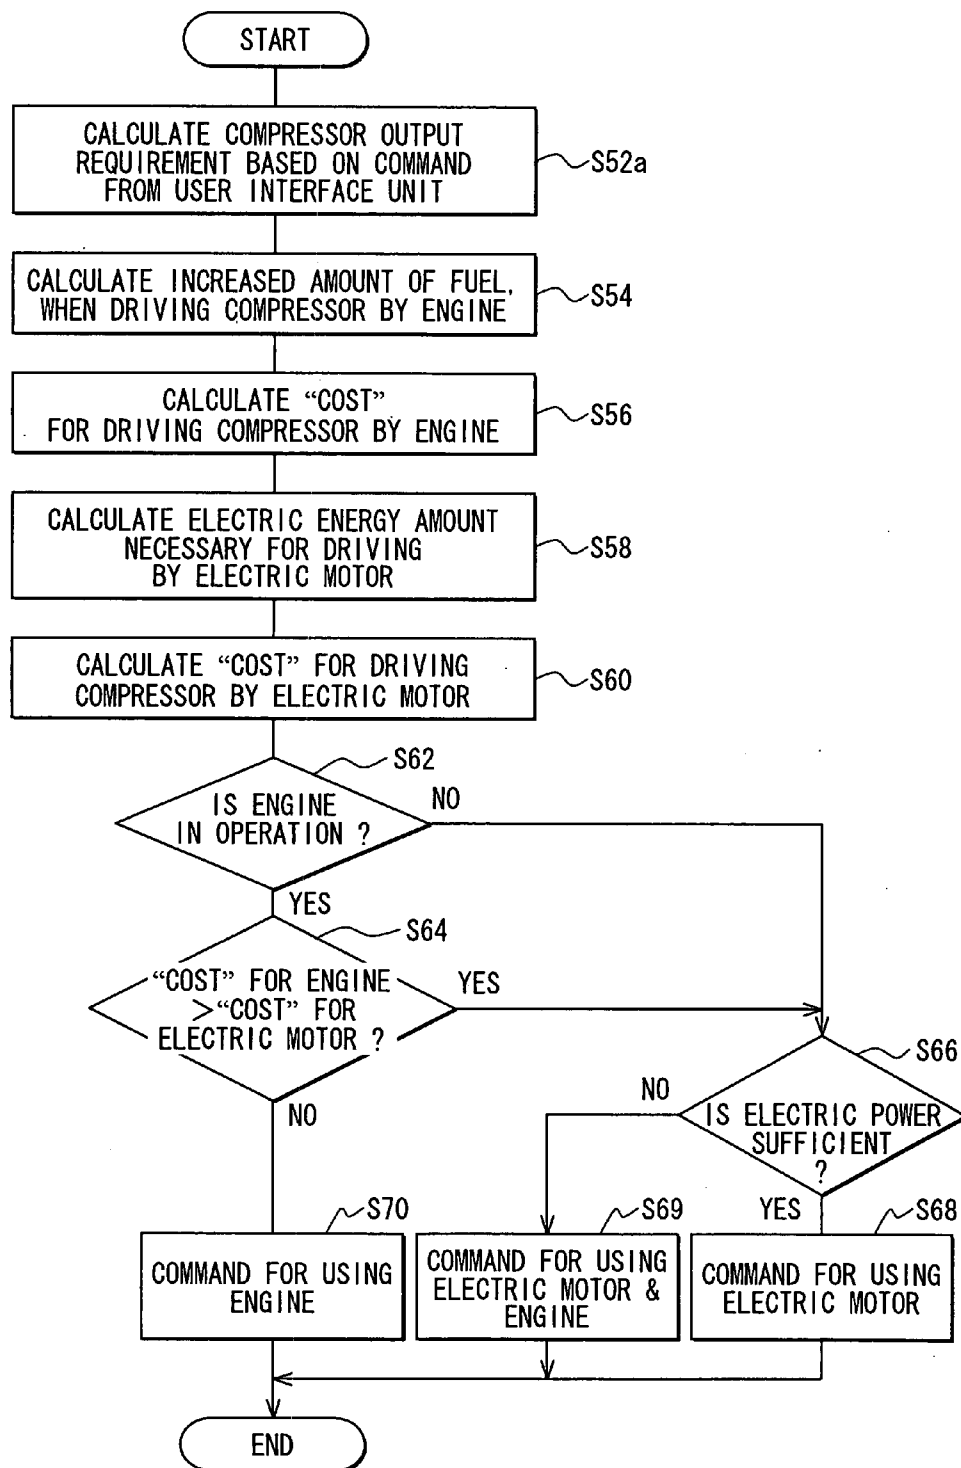 START
CALCULATE COMPRESSOR OUTPUT
REQUIREMENT BASED ON COMMAND
FROM USER INTERFACE UNIT
S52a
CALCULATE INCREASED AMOUNT OF FUEL,
WHEN DRIVING COMPRESSOR BY ENGINE
S54
CALCULATE “COST”
FOR DRIVING COMPRESSOR BY ENGINE
S56
CALCULATE ELECTRIC ENERGY AMOUNT
NECESSARY FOR DRIVING
BY ELECTRIC MOTOR
S58
CALCULATE “COST” FOR DRIVING
COMPRESSOR BY ELECTRIC MOTOR
S60
S62
IS ENGINE
IN OPERATION ?
NO
YES
S64
“COST” FOR ENGINE
>“COST” FOR
ELECTRIC MOTOR ?
YES
NO
S66
IS ELECTRIC POWER
SUFFICIENT
?
NO
YES
S70
COMMAND FOR USING
ENGINE
S69
COMMAND FOR USING
ELECTRIC MOTOR &
ENGINE
S68
COMMAND FOR USING
ELECTRIC MOTOR
END